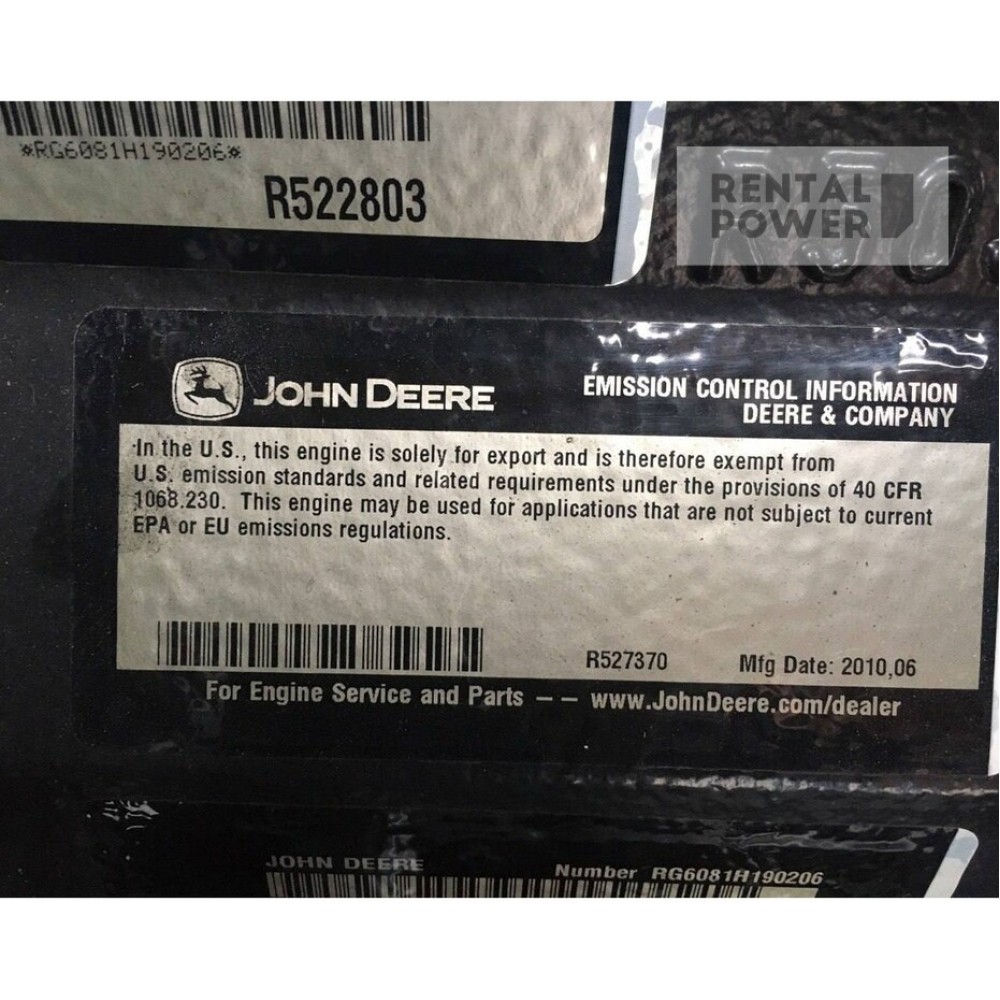 *RG6081H190206*
R522803
RENTAL
POWER
JOHN DEERE
EMISSION CONTROL INFORMATION
DEERE & COMPANY
In the U.S., this engine is solely for export and is therefore exempt from
U.S. emission standards and related requirements under the provisions of 40 CFR
1068.230. This engine may be used for applications that are not subject to current
EPA or EU emissions regulations.
R527370 Mfg Date: 2010,06
For Engine Service and Parts – – www.JohnDeere.com/dealer
JOHN DEERE Number RG6081H190206